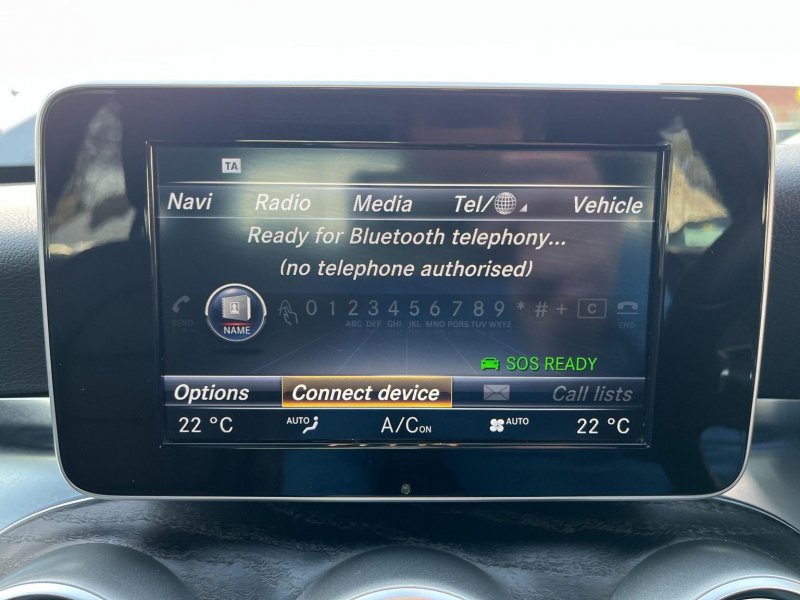 TA
Navi Radio Media Tel/ Vehicle
Ready for Bluetooth telephony...
(no telephone authorised)
SEND NAME 0 1 2 3 4 5 6 7 8 9 * # + C END
ABC DEF GHI JKL MNO PQRS TUV WXYZ
SOS READY
Options Connect device Call lists
22 °C AUTO A/C ON AUTO 22 °C